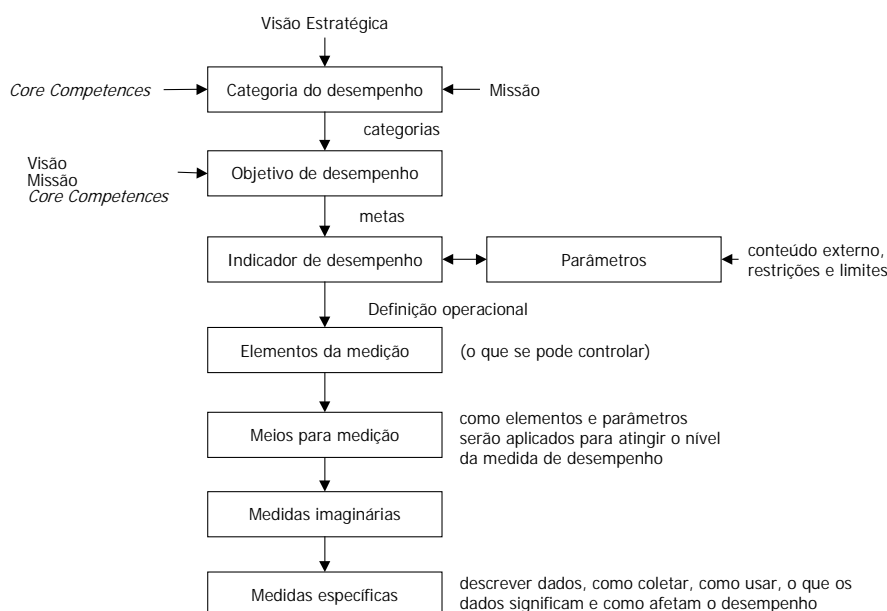 Visão Estratégica
Core Competences
Categoria do desempenho
Missão
categorias
Visão
Missão
Core Competences
Objetivo de desempenho
metas
Indicador de desempenho
Parâmetros
conteúdo externo,
restrições e limites
Definição operacional
Elementos da medição
(o que se pode controlar)
Meios para medição
como elementos e parâmetros
serão aplicados para atingir o nível
da medida de desempenho
Medidas imaginárias
Medidas específicas
descrever dados, como coletar, como usar, o que os
dados significam e como afetam o desempenho